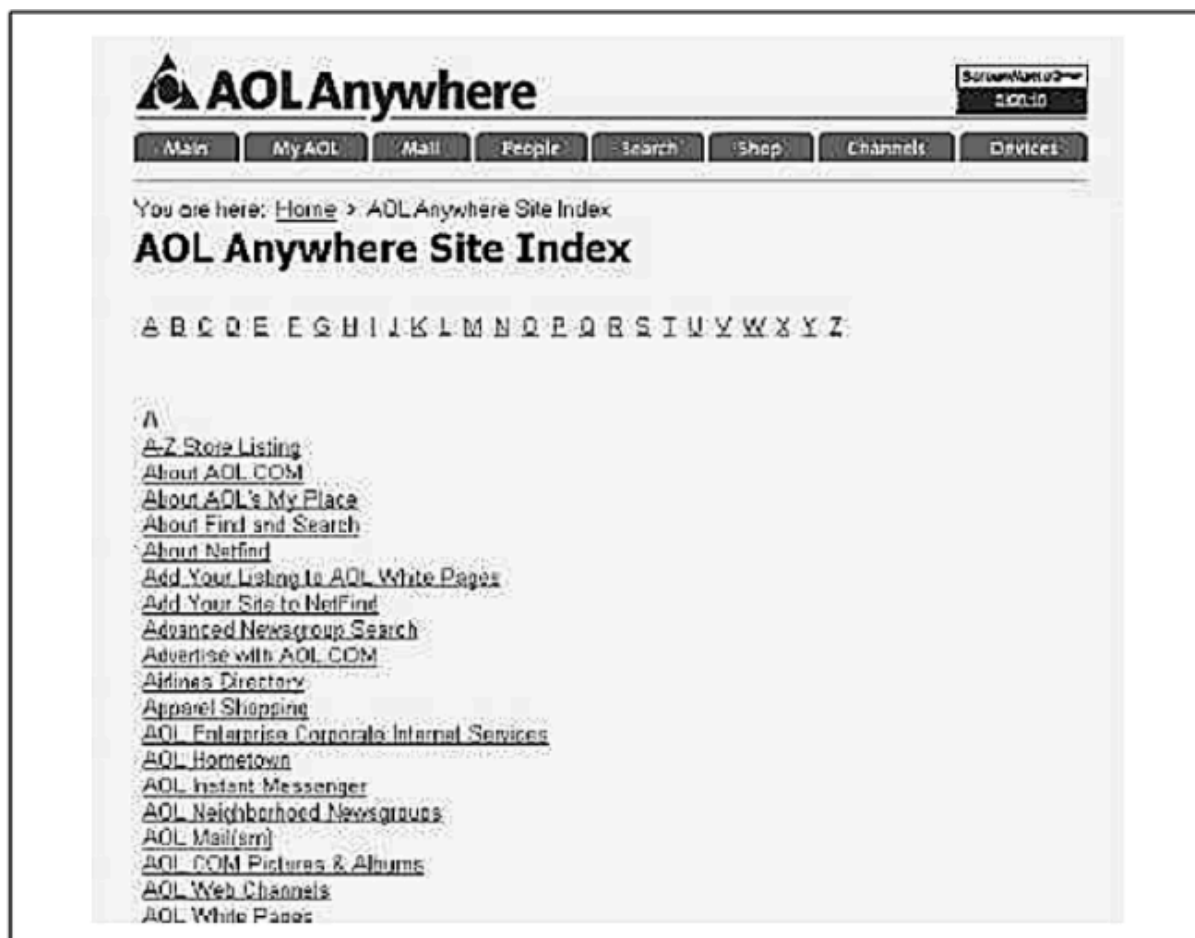 AOL Anywhere
Main My AOL Mail People Search Shop Channels Devices
You are here: Home > AOL Anywhere Site Index
AOL Anywhere Site Index
A B C D E F G H I J K L M N O P Q R S T U V W X Y Z
A
A-Z Store Listing
About AOL COM
About AOL's My Place
About Find and Search
About Netfind
Add Your Listing to AOL White Pages
Add Your Site to NetFind
Advanced Newsgroup Search
Advertise with AOL COM
Airlines Directory
Apparel Shopping
AOL Enterprise Corporate Internet Services
AOL Hometown
AOL Instant Messenger
AOL Neighborhood Newsgroups
AOL Mail(sm)
AOL COM Pictures & Albums
AOL Web Channels
AOL White Pages